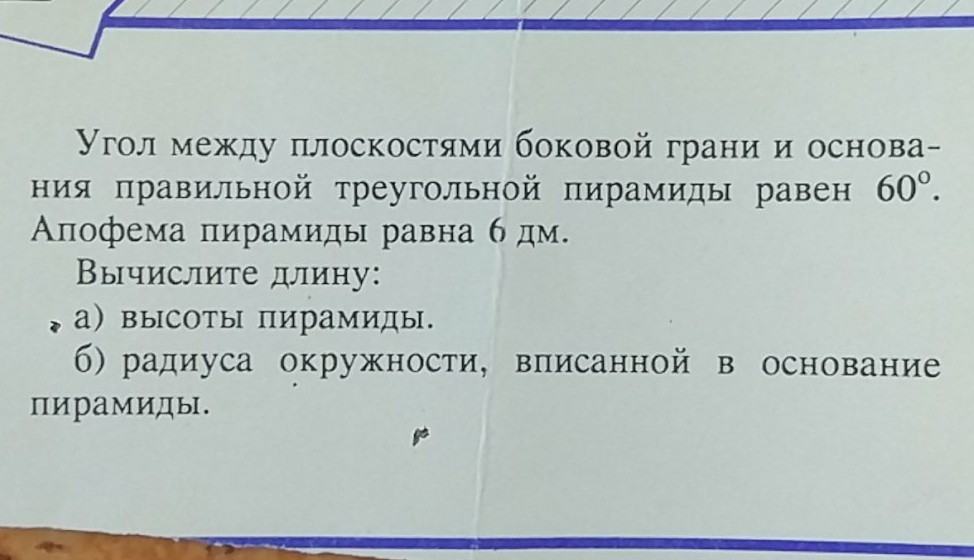 Угол между плоскостями боковой грани и основа-
ния правильной треугольной пирамиды равен 60°.
Апофема пирамиды равна 6 дм.
Вычислите длину:
а) высоты пирамиды.
б) радиуса окружности, вписанной в основание
пирамиды.